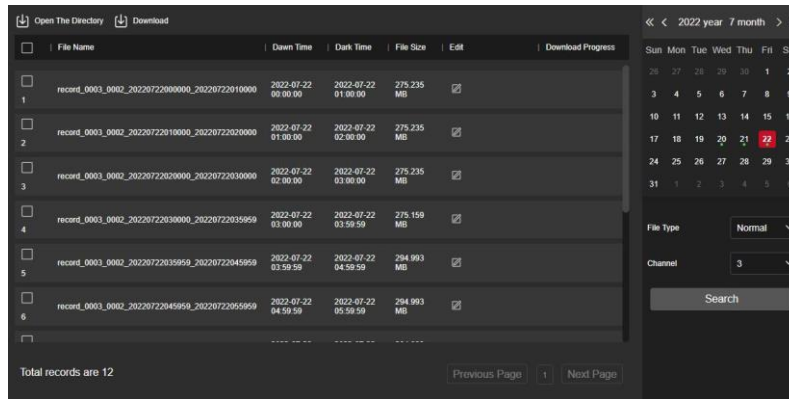 Open The Directory Download
File Name | Dawn Time | Dark Time | File Size | Edit | Download Progress
1 record_0003_0002_20220722000000_20220722010000 2022-07-22 00:00:00 2022-07-22 01:00:00 275.235 MB
2 record_0003_0002_20220722010000_20220722020000 2022-07-22 01:00:00 2022-07-22 02:00:00 275.235 MB
3 record_0003_0002_20220722020000_20220722030000 2022-07-22 02:00:00 2022-07-22 03:00:00 275.235 MB
4 record_0003_0002_20220722030000_20220722035959 2022-07-22 03:00:00 2022-07-22 03:59:59 275.159 MB
5 record_0003_0002_20220722035959_20220722045959 2022-07-22 03:59:59 2022-07-22 04:59:59 294.993 MB
6 record_0003_0002_20220722045959_20220722055959 2022-07-22 04:59:59 2022-07-22 05:59:59 294.993 MB
Total records are 12
Previous Page 1 Next Page
« < 2022 year 7 month >
Sun Mon Tue Wed Thu Fri S
26 27 28 29 30 1 2
3 4 5 6 7 8
10 11 12 13 14 15 1
17 18 19 20 21 22 2
24 25 26 27 28 29 3
31 1 2 3 4 5
File Type Normal
Channel 3
Search